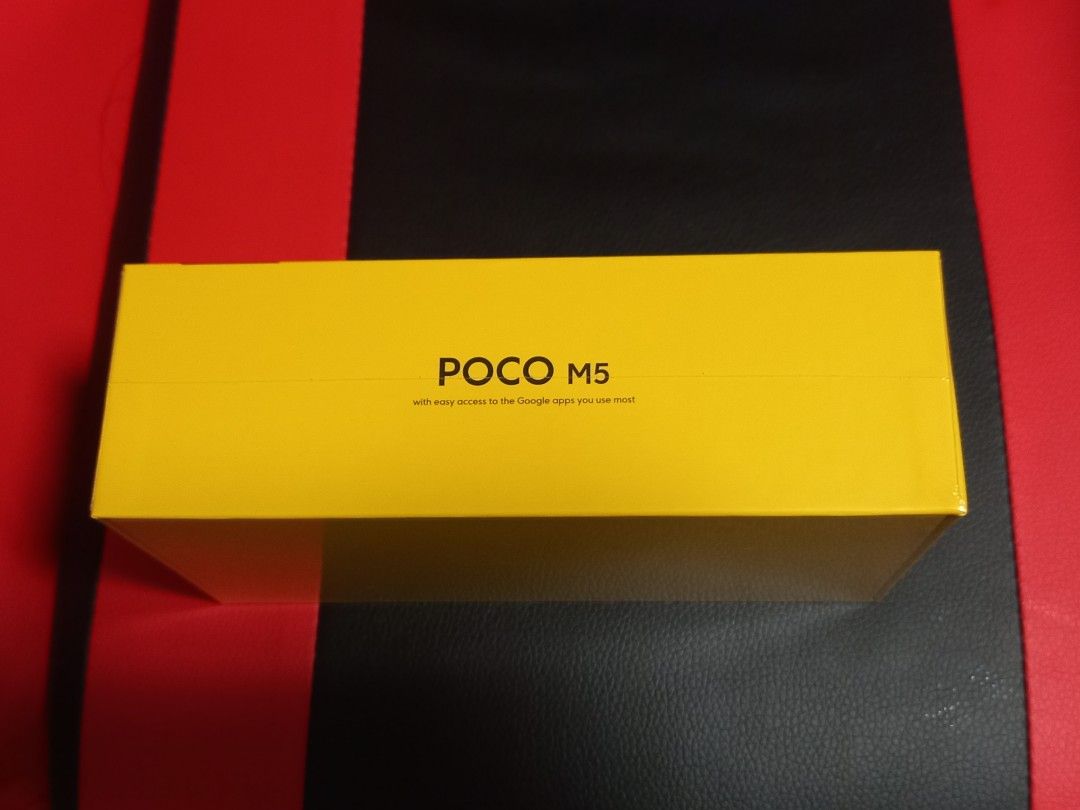 POCO M5
with easy access to the Google apps you use most